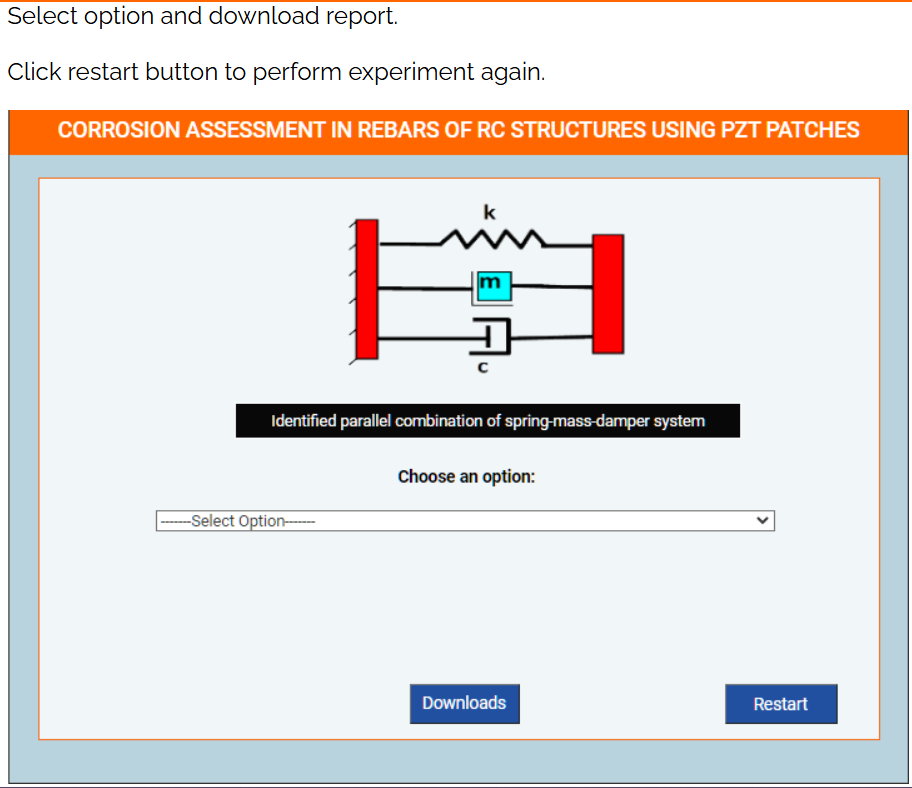 Select option and download report.
Click restart button to perform experiment again.
CORROSION ASSESSMENT IN REBARS OF RC STRUCTURES USING PZT PATCHES
k
m
c
Identified parallel combination of spring-mass-damper system
Choose an option:
-------Select Option-------
Downloads
Restart